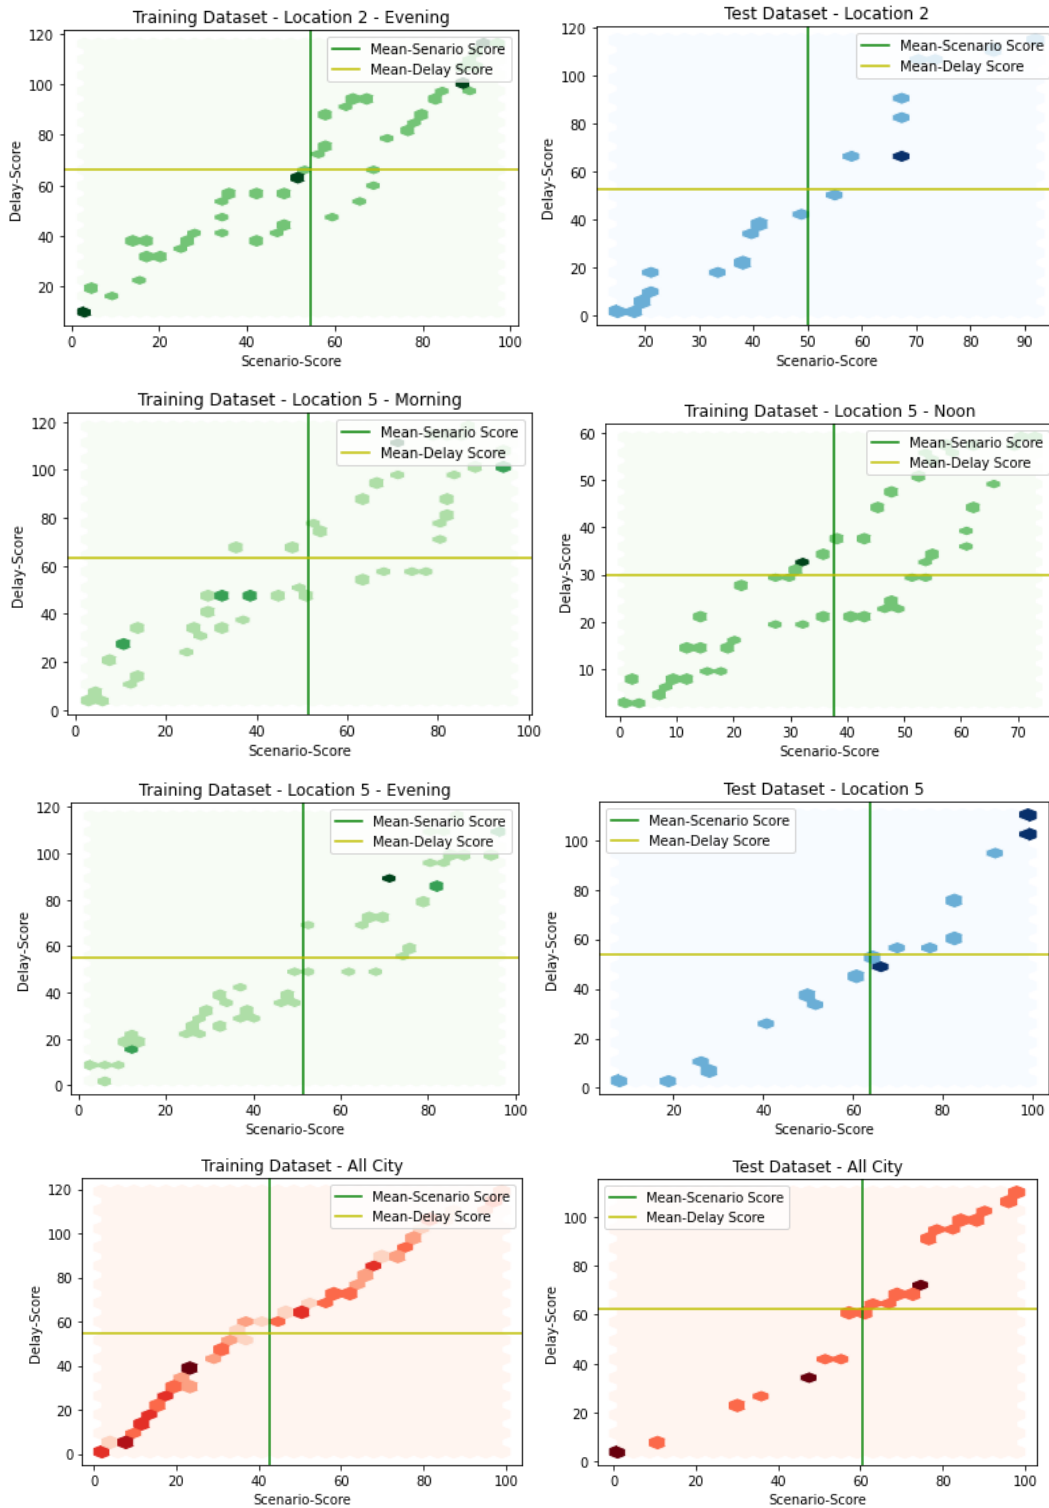 Training Dataset - Location 2 - Evening
120
100
80
60
40
20
Delay-Score
Mean-Senario Score
Mean-Delay Score
0 20 40 60 80 100
Scenario-Score
Test Dataset - Location 2
120
100
80
60
40
20
0
Delay-Score
Mean-Scenario Score
Mean-Delay Score
20 30 40 50 60 70 80 90
Scenario-Score
Training Dataset - Location 5 - Morning
120
100
80
60
40
20
0
Delay-Score
Mean-Senario Score
Mean-Delay Score
0 20 40 60 80 100
Scenario-Score
Training Dataset - Location 5 - Noon
60
50
40
30
20
10
Delay-Score
Mean-Senario Score
Mean-Delay Score
0 10 20 30 40 50 60 70
Scenario-Score
Training Dataset - Location 5 - Evening
120
100
80
60
40
20
0
Delay-Score
Mean-Senario Score
Mean-Delay Score
0 20 40 60 80 100
Scenario-Score
Test Dataset - Location 5
100
80
60
40
20
0
Delay-Score
Mean-Scenario Score
Mean-Delay Score
20 40 60 80 100
Scenario-Score
Training Dataset - All City
120
100
80
60
40
20
0
Delay-Score
Mean-Scenario Score
Mean-Delay Score
0 20 40 60 80 100
Scenario-Score
Test Dataset - All City
100
80
60
40
20
0
Delay-Score
Mean-Scenario Score
Mean-Delay Score
0 20 40 60 80 100
Scenario-Score